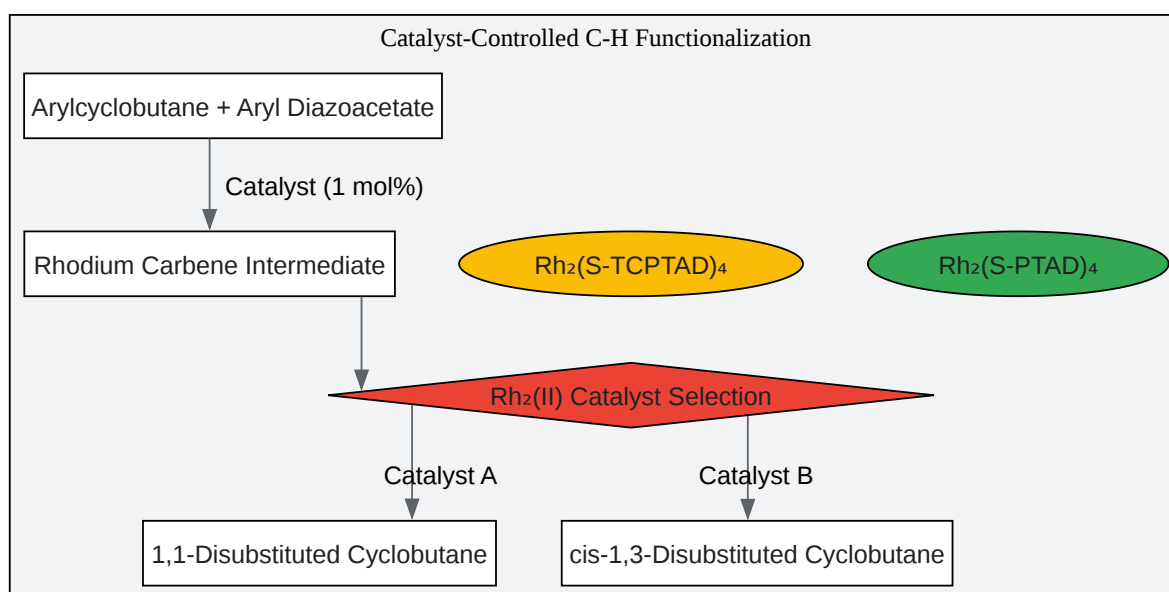 Catalyst-Controlled C-H Functionalization
Arylcyclobutane + Aryl Diazoacetate
Catalyst (1 mol%)
Rhodium Carbene Intermediate
Rh₂(S-TCPTAD)₄
Rh₂(S-PTAD)₄
Rh₂(II) Catalyst Selection
Catalyst A
Catalyst B
1,1-Disubstituted Cyclobutane
cis-1,3-Disubstituted Cyclobutane